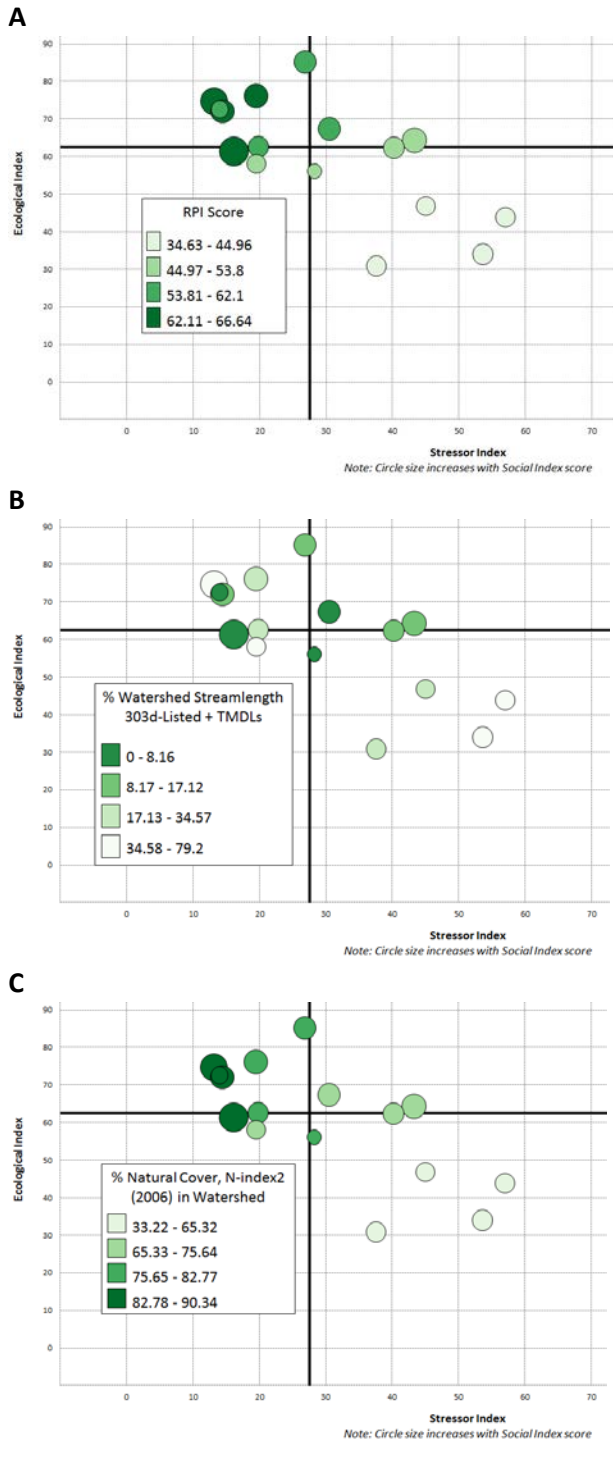 A
Ecological Index
90
80
70
60
50
40
30
20
10
0
RPI Score
34.63 - 44.96
44.97 - 53.8
53.81 - 62.1
62.11 - 66.64
0
10
20
30
40
50
60
70
Stressor Index
Note: Circle size increases with Social Index score
B
Ecological Index
90
80
70
60
50
40
30
20
10
0
% Watershed Streamlength
303d-Listed + TMDLs
0 - 8.16
8.17 - 17.12
17.13 - 34.57
34.58 - 79.2
0
10
20
30
40
50
60
70
Stressor Index
Note: Circle size increases with Social Index score
C
Ecological Index
90
80
70
60
50
40
30
20
10
0
% Natural Cover, N-index2
(2006) in Watershed
33.22 - 65.32
65.33 - 75.64
75.65 - 82.77
82.78 - 90.34
0
10
20
30
40
50
60
70
Stressor Index
Note: Circle size increases with Social Index score